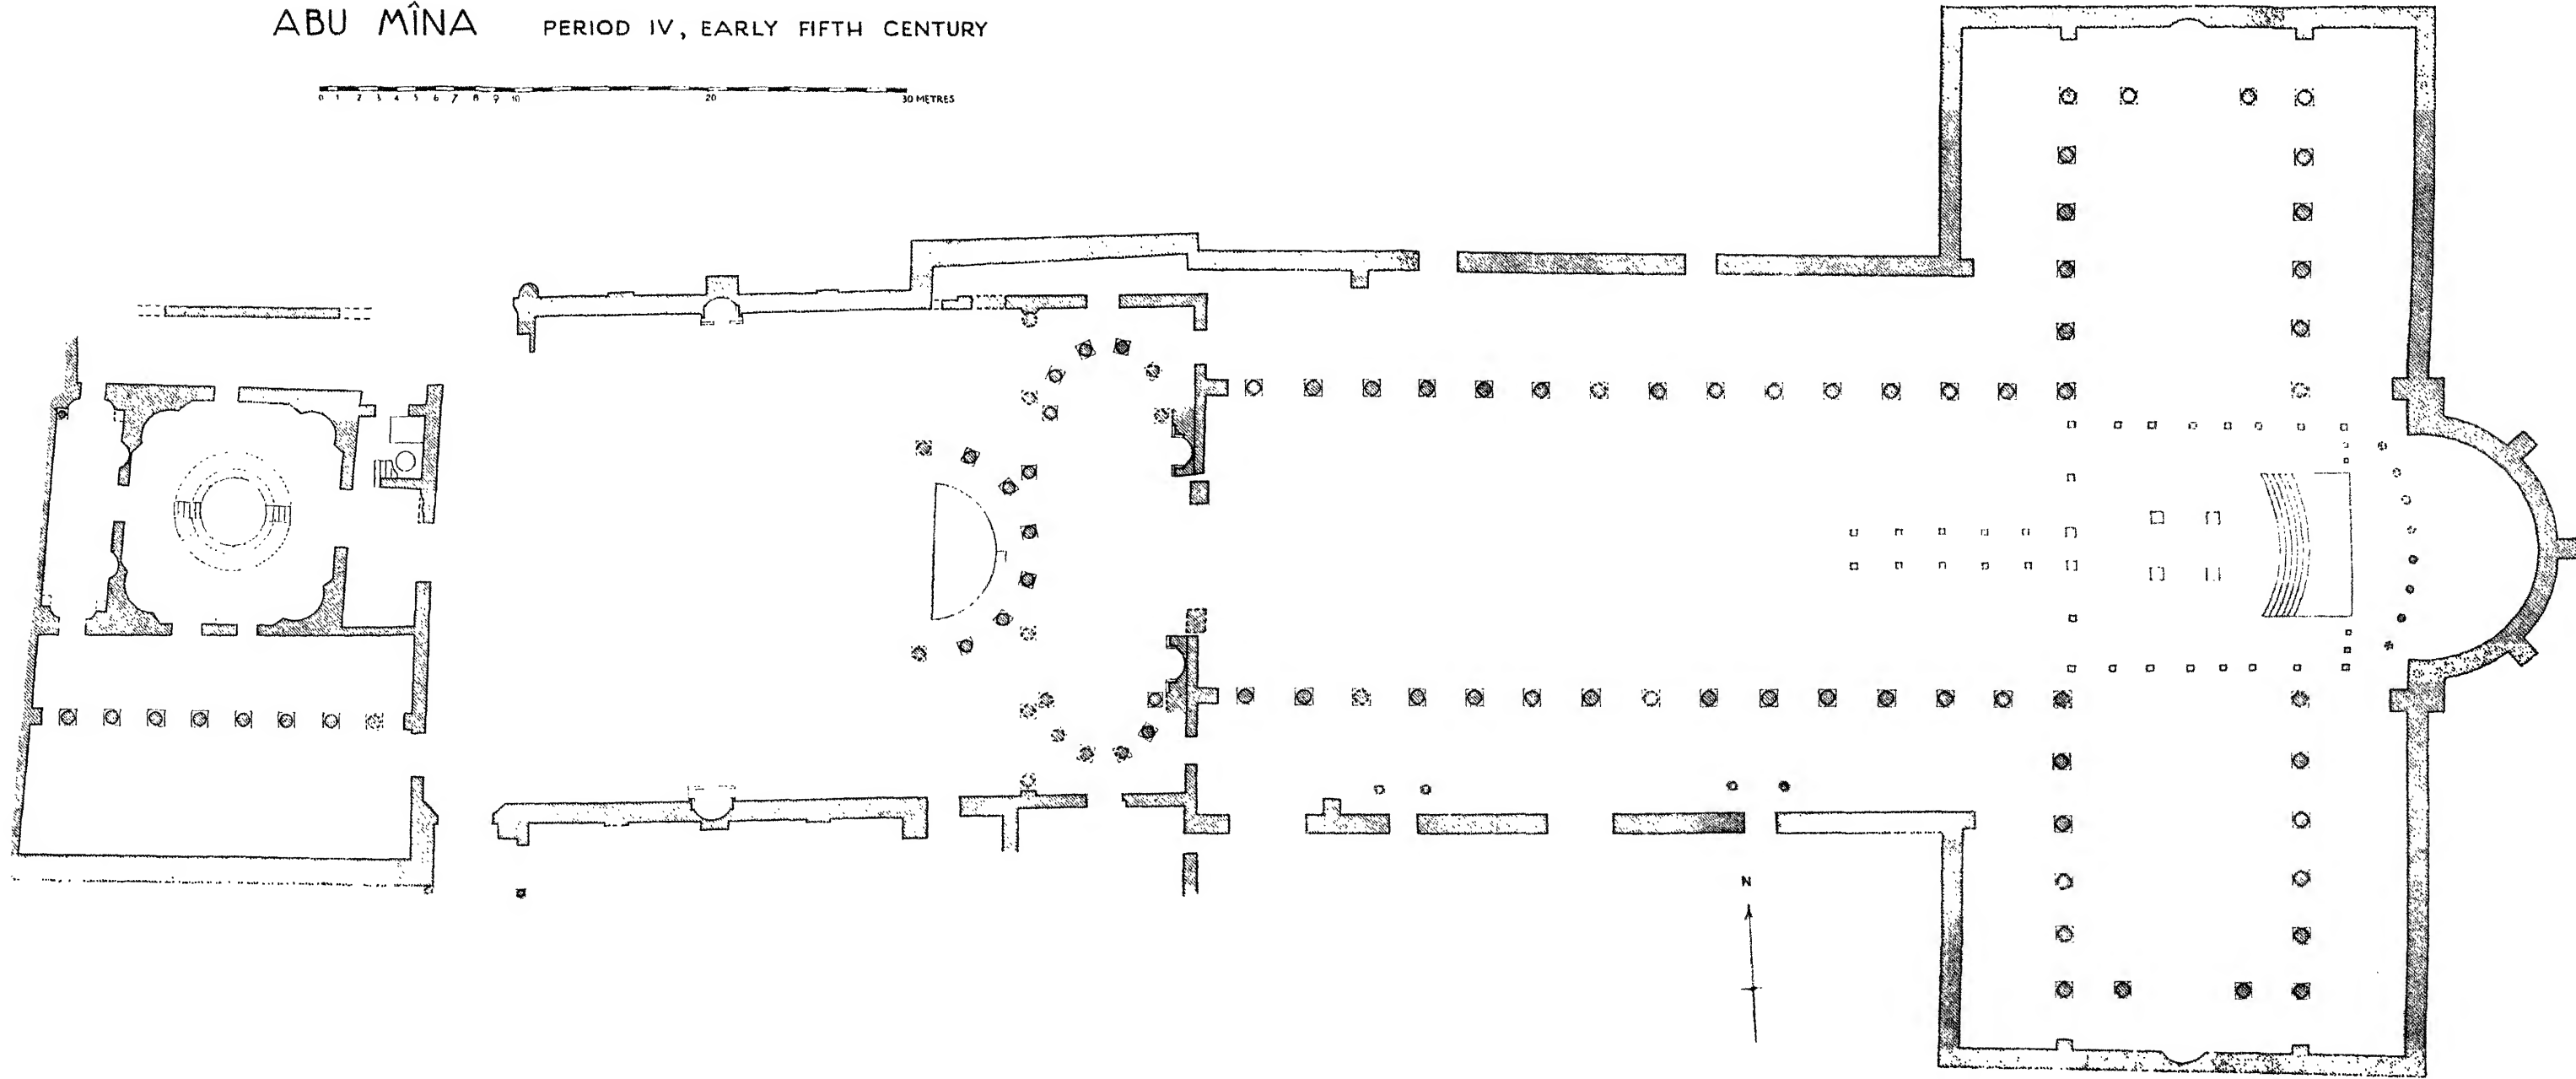 ABU MÎNA PERIOD IV, EARLY FIFTH CENTURY
0 1 2 3 4 5 6 7 8 9 10 20 30 METRES
N